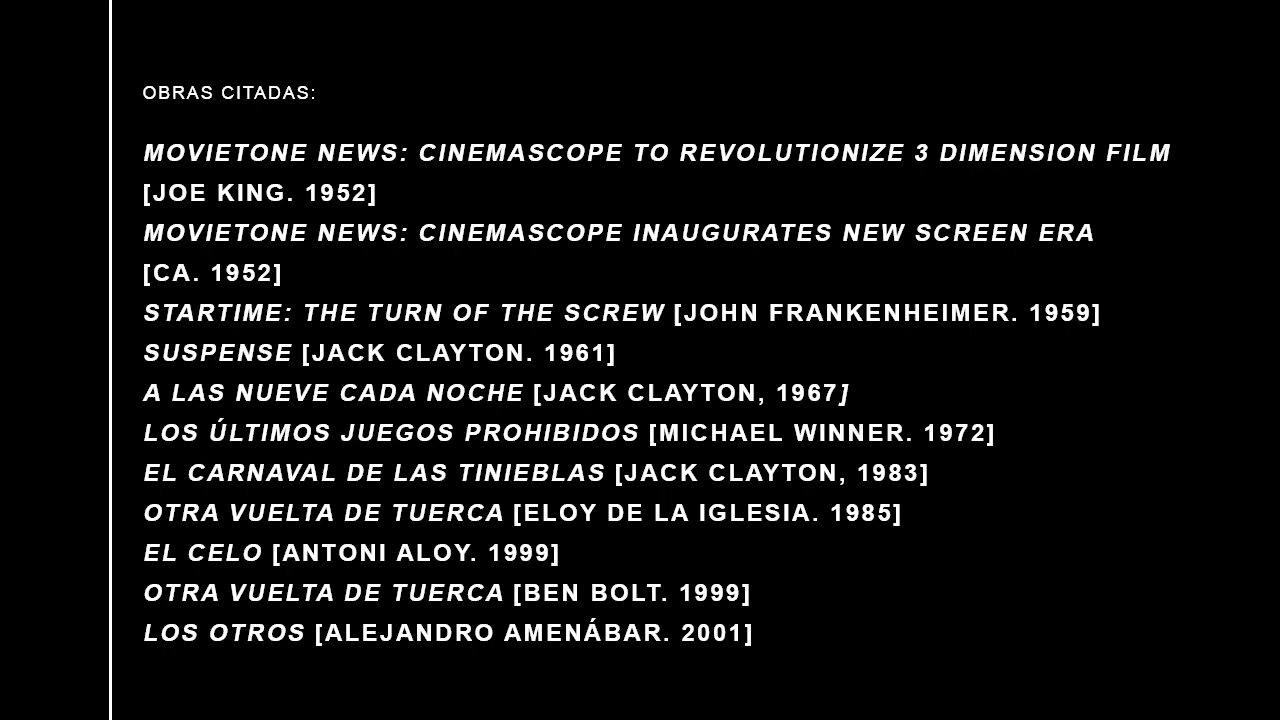 OBRAS CITADAS:
MOVIETONE NEWS: CINEMASCOPE TO REVOLUTIONIZE 3 DIMENSION FILM
[JOE KING. 1952]
MOVIETONE NEWS: CINEMASCOPE INAUGURATES NEW SCREEN ERA
[CA. 1952]
STARTIME: THE TURN OF THE SCREW [JOHN FRANKENHEIMER. 1959]
SUSPENSE [JACK CLAYTON. 1961]
A LAS NUEVE CADA NOCHE [JACK CLAYTON, 1967]
LOS ÚLTIMOS JUEGOS PROHIBIDOS [MICHAEL WINNER. 1972]
EL CARNAVAL DE LAS TINIEBLAS [JACK CLAYTON, 1983]
OTRA VUELTA DE TUERCA [ELOY DE LA IGLESIA. 1985]
EL CELO [ANTONI ALOY. 1999]
OTRA VUELTA DE TUERCA [BEN BOLT. 1999]
LOS OTROS [ALEJANDRO AMENÁBAR. 2001]